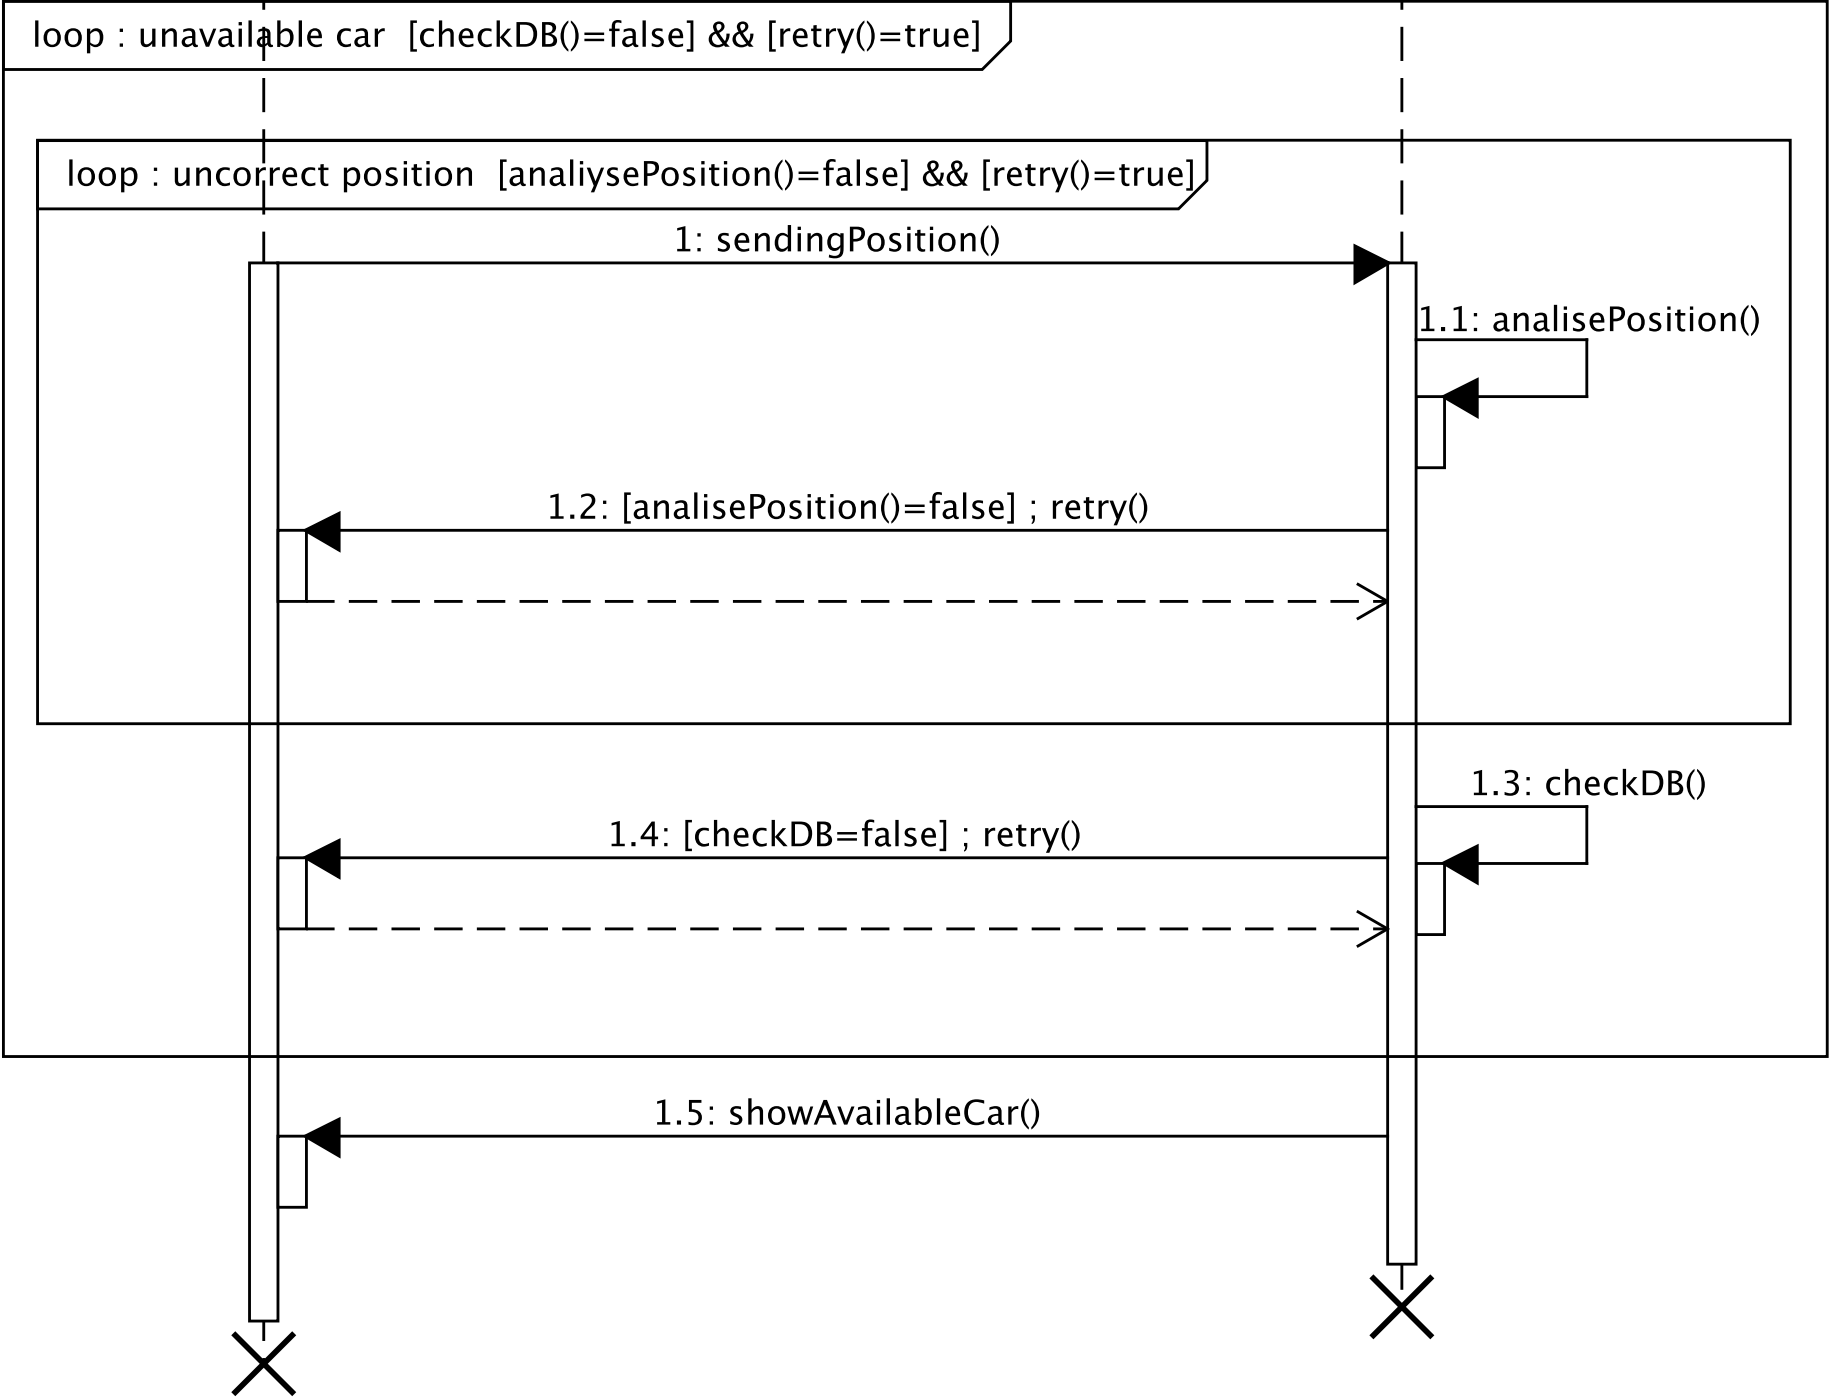 loop : unavailable car [checkDB()=false] && [retry()=true]
loop : uncorrect position [analiysePosition()=false] && [retry()=true]
1: sendingPosition()
1.1: analisePosition()
1.2: [analisePosition()=false] ; retry()
1.3: checkDB()
1.4: [checkDB=false] ; retry()
1.5: showAvailableCar()